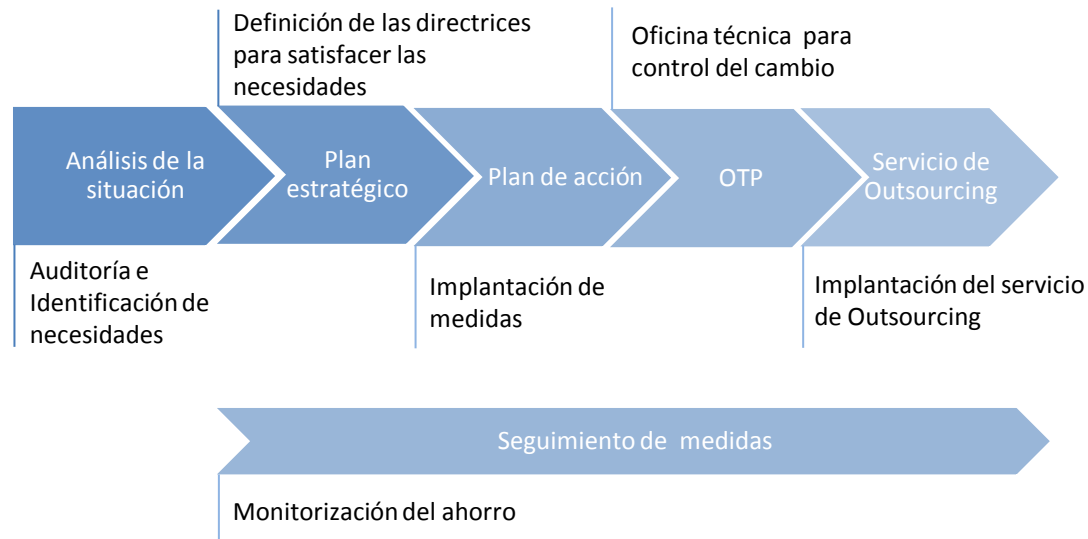 Definición de las directrices
para satisfacer las
necesidades
Oficina técnica para
control del cambio
Análisis de la
situación
Plan
estratégico
Plan de acción
OTP
Servicio de
Outsourcing
Auditoría e
Identificación de
necesidades
Implantación de
medidas
Implantación del servicio
de Outsourcing
Seguimiento de medidas
Monitorización del ahorro